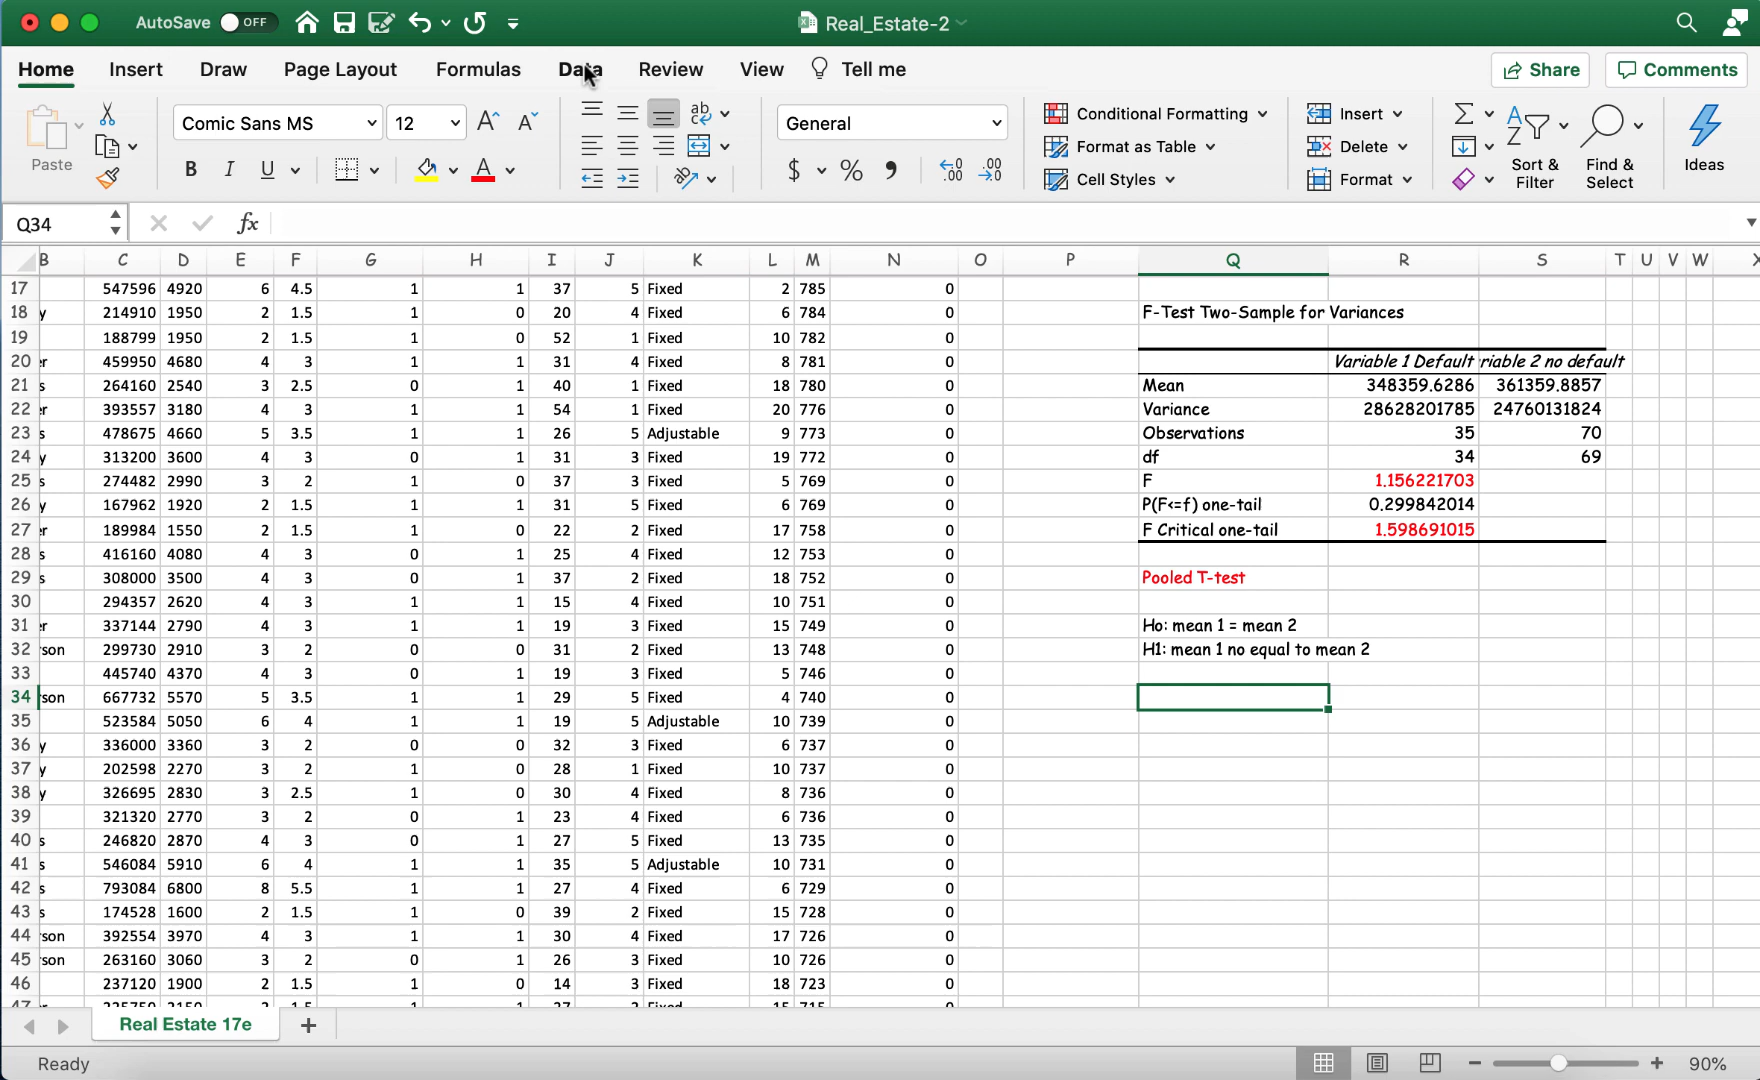 AutoSave OFF Real_Estate-2
Home Insert Draw Page Layout Formulas Data Review View Tell me Share Comments
Paste Comic Sans MS 12 A A ab General Conditional Formatting Insert
Format as Table Delete
B I U A $ % Cell Styles Format Sort & Filter Find & Select Ideas
Q34 fx
B C D E F G H I J K L M N O P Q R S T U V W X
17 547596 4920 6 4.5 1 1 37 5 Fixed 2 785 0
18 y 214910 1950 2 1.5 1 0 20 4 Fixed 6 784 0 F-Test Two-Sample for Variances
19 188799 1950 2 1.5 1 0 52 1 Fixed 10 782 0
20 er 459950 4680 4 3 1 1 31 4 Fixed 8 781 0 Variable 1 Default riable 2 no default
21 s 264160 2540 3 2.5 0 1 40 1 Fixed 18 780 0 Mean 348359.6286 361359.8857
22 er 393557 3180 4 3 1 1 54 1 Fixed 20 776 0 Variance 28628201785 24760131824
23 s 478675 4660 5 3.5 1 1 26 5 Adjustable 9 773 0 Observations 35 70
24 y 313200 3600 4 3 0 1 31 3 Fixed 19 772 0 df 34 69
25 s 274482 2990 3 2 1 0 37 3 Fixed 5 769 0 F 1.156221703
26 y 167962 1920 2 1.5 1 1 31 5 Fixed 6 769 0 P(F<=f) one-tail 0.299842014
27 er 189984 1550 2 1.5 1 0 22 2 Fixed 17 758 0 F Critical one-tail 1.598691015
28 s 416160 4080 4 3 0 1 25 4 Fixed 12 753 0
29 s 308000 3500 4 3 0 1 37 2 Fixed 18 752 0 Pooled T-test
30 294357 2620 4 3 1 1 15 4 Fixed 10 751 0
31 er 337144 2790 4 3 1 1 19 3 Fixed 15 749 0 Ho: mean 1 = mean 2
32 son 299730 2910 3 2 0 0 31 2 Fixed 13 748 0 H1: mean 1 no equal to mean 2
33 445740 4370 4 3 0 1 19 3 Fixed 5 746 0
34 son 667732 5570 5 3.5 1 1 29 5 Fixed 4 740 0
35 523584 5050 6 4 1 1 19 5 Adjustable 10 739 0
36 y 336000 3360 3 2 0 0 32 3 Fixed 6 737 0
37 y 202598 2270 3 2 1 0 28 1 Fixed 10 737 0
38 y 326695 2830 3 2.5 1 0 30 4 Fixed 8 736 0
39 321320 2770 3 2 0 1 23 4 Fixed 6 736 0
40 s 246820 2870 4 3 0 1 27 5 Fixed 13 735 0
41 s 546084 5910 6 4 1 1 35 5 Adjustable 10 731 0
42 s 793084 6800 8 5.5 1 1 27 4 Fixed 6 729 0
43 s 174528 1600 2 1.5 1 0 39 2 Fixed 15 728 0
44 son 392554 3970 4 3 1 1 30 4 Fixed 17 726 0
45 son 263160 3060 3 2 0 1 26 3 Fixed 10 726 0
46 237120 1900 2 1.5 1 0 14 3 Fixed 18 723 0
Real Estate 17e
Ready 90%